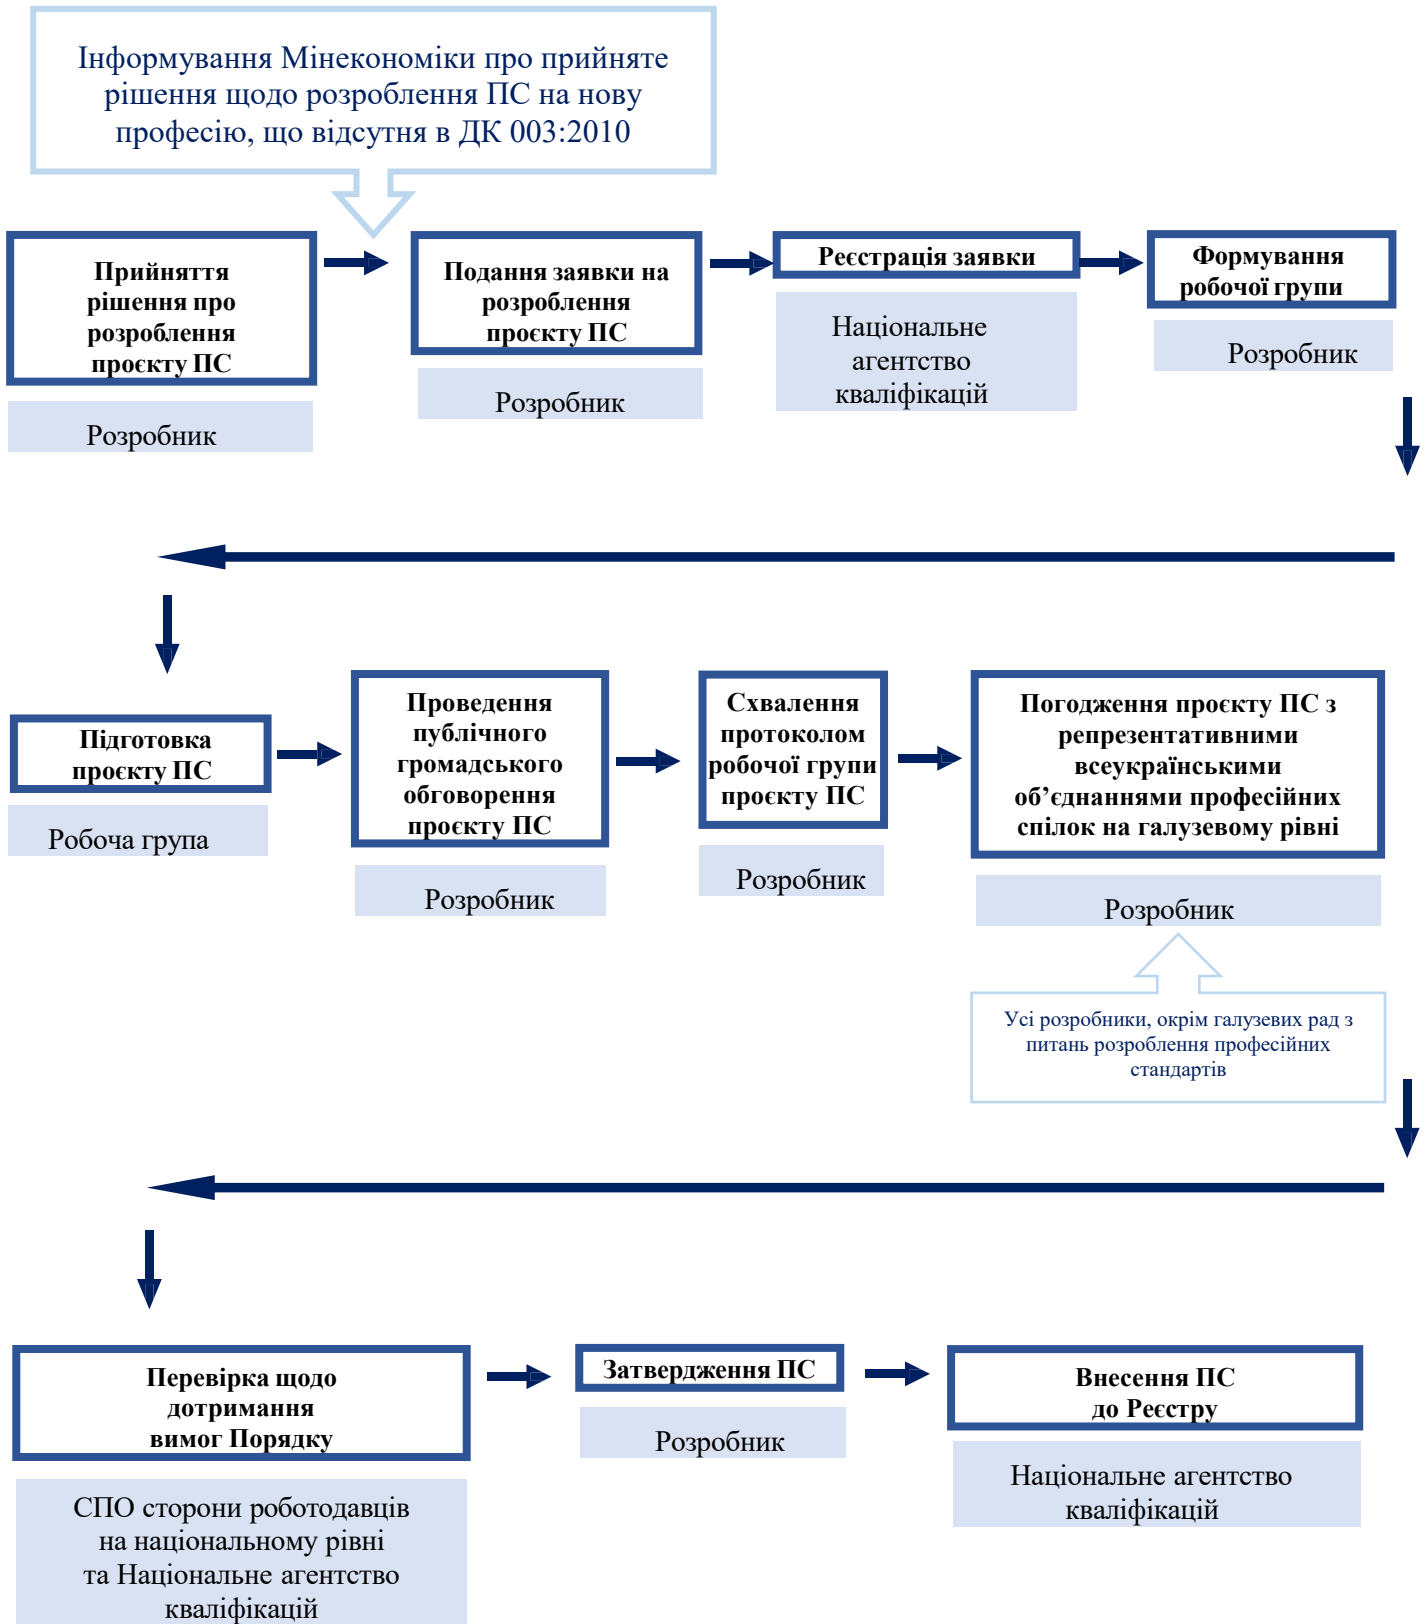 Інформування Мінекономіки про прийняте
рішення щодо розроблення ПС на нову
професію, що відсутня в ДК 003:2010
Прийняття
рішення про
розроблення
проєкту ПС
Розробник
Подання заявки на
розроблення
проєкту ПС
Розробник
Реєстрація заявки
Національне
агентство
кваліфікацій
Формування
робочої групи
Розробник
Підготовка
проєкту ПС
Робоча група
Проведення
публічного
громадського
обговорення
проєкту ПС
Розробник
Схвалення
протоколом
робочої групи
проєкту ПС
Розробник
Погодження проєкту ПС з
репрезентативними
всеукраїнськими
об’єднаннями професійних
спілок на галузевому рівні
Розробник
Усі розробники, окрім галузевих рад з
питань розроблення професійних
стандартів
Перевірка щодо
дотримання
вимог Порядку
СПО сторони роботодавців
на національному рівні
та Національне агентство
кваліфікацій
Затвердження ПС
Розробник
Внесення ПС
до Реєстру
Національне агентство
кваліфікацій